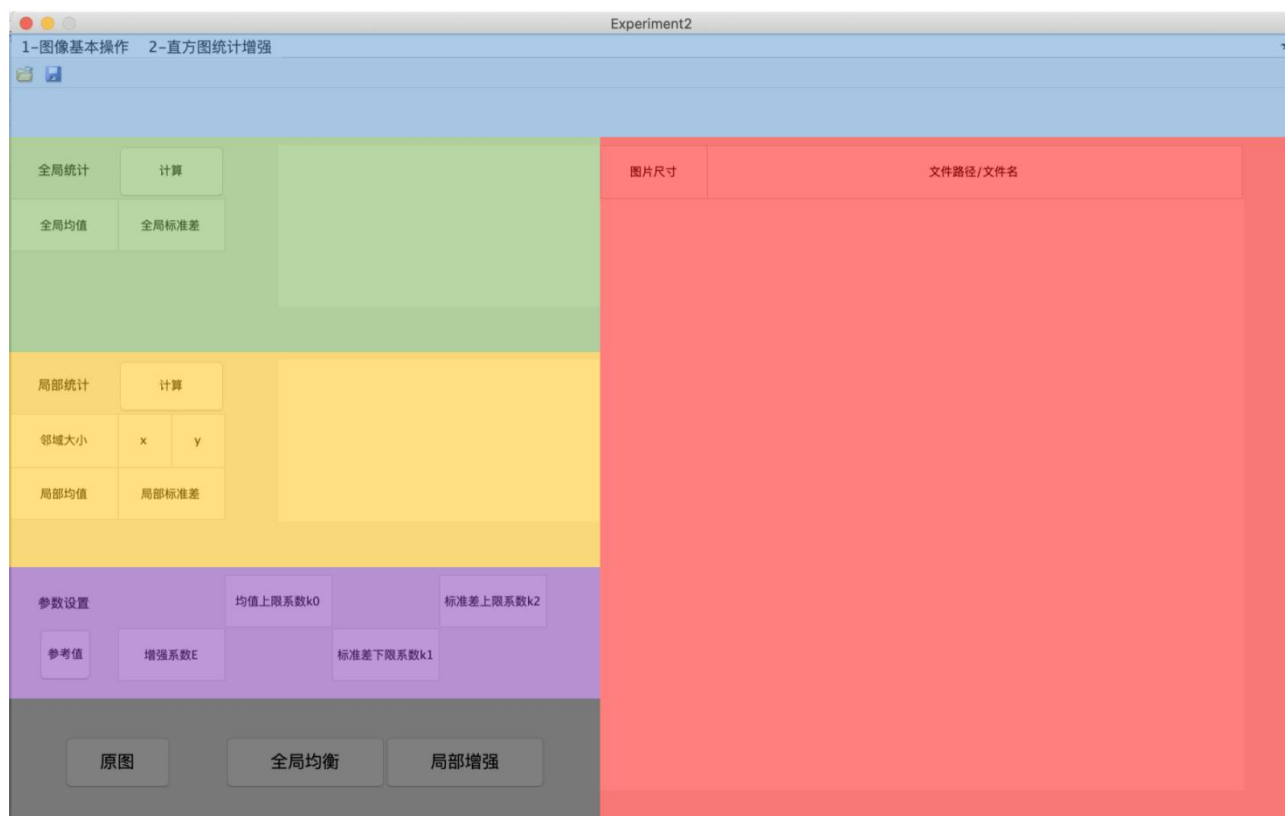 Experiment2
1-图像基本操作 2-直方图统计增强
全局统计 计算
图片尺寸 文件路径/文件名
全局均值 全局标准差
局部统计 计算
邻域大小 x y
局部均值 局部标准差
参数设置 均值上限系数k0 标准差上限系数k2
参考值 增强系数E 标准差下限系数k1
原图 全局均衡 局部增强